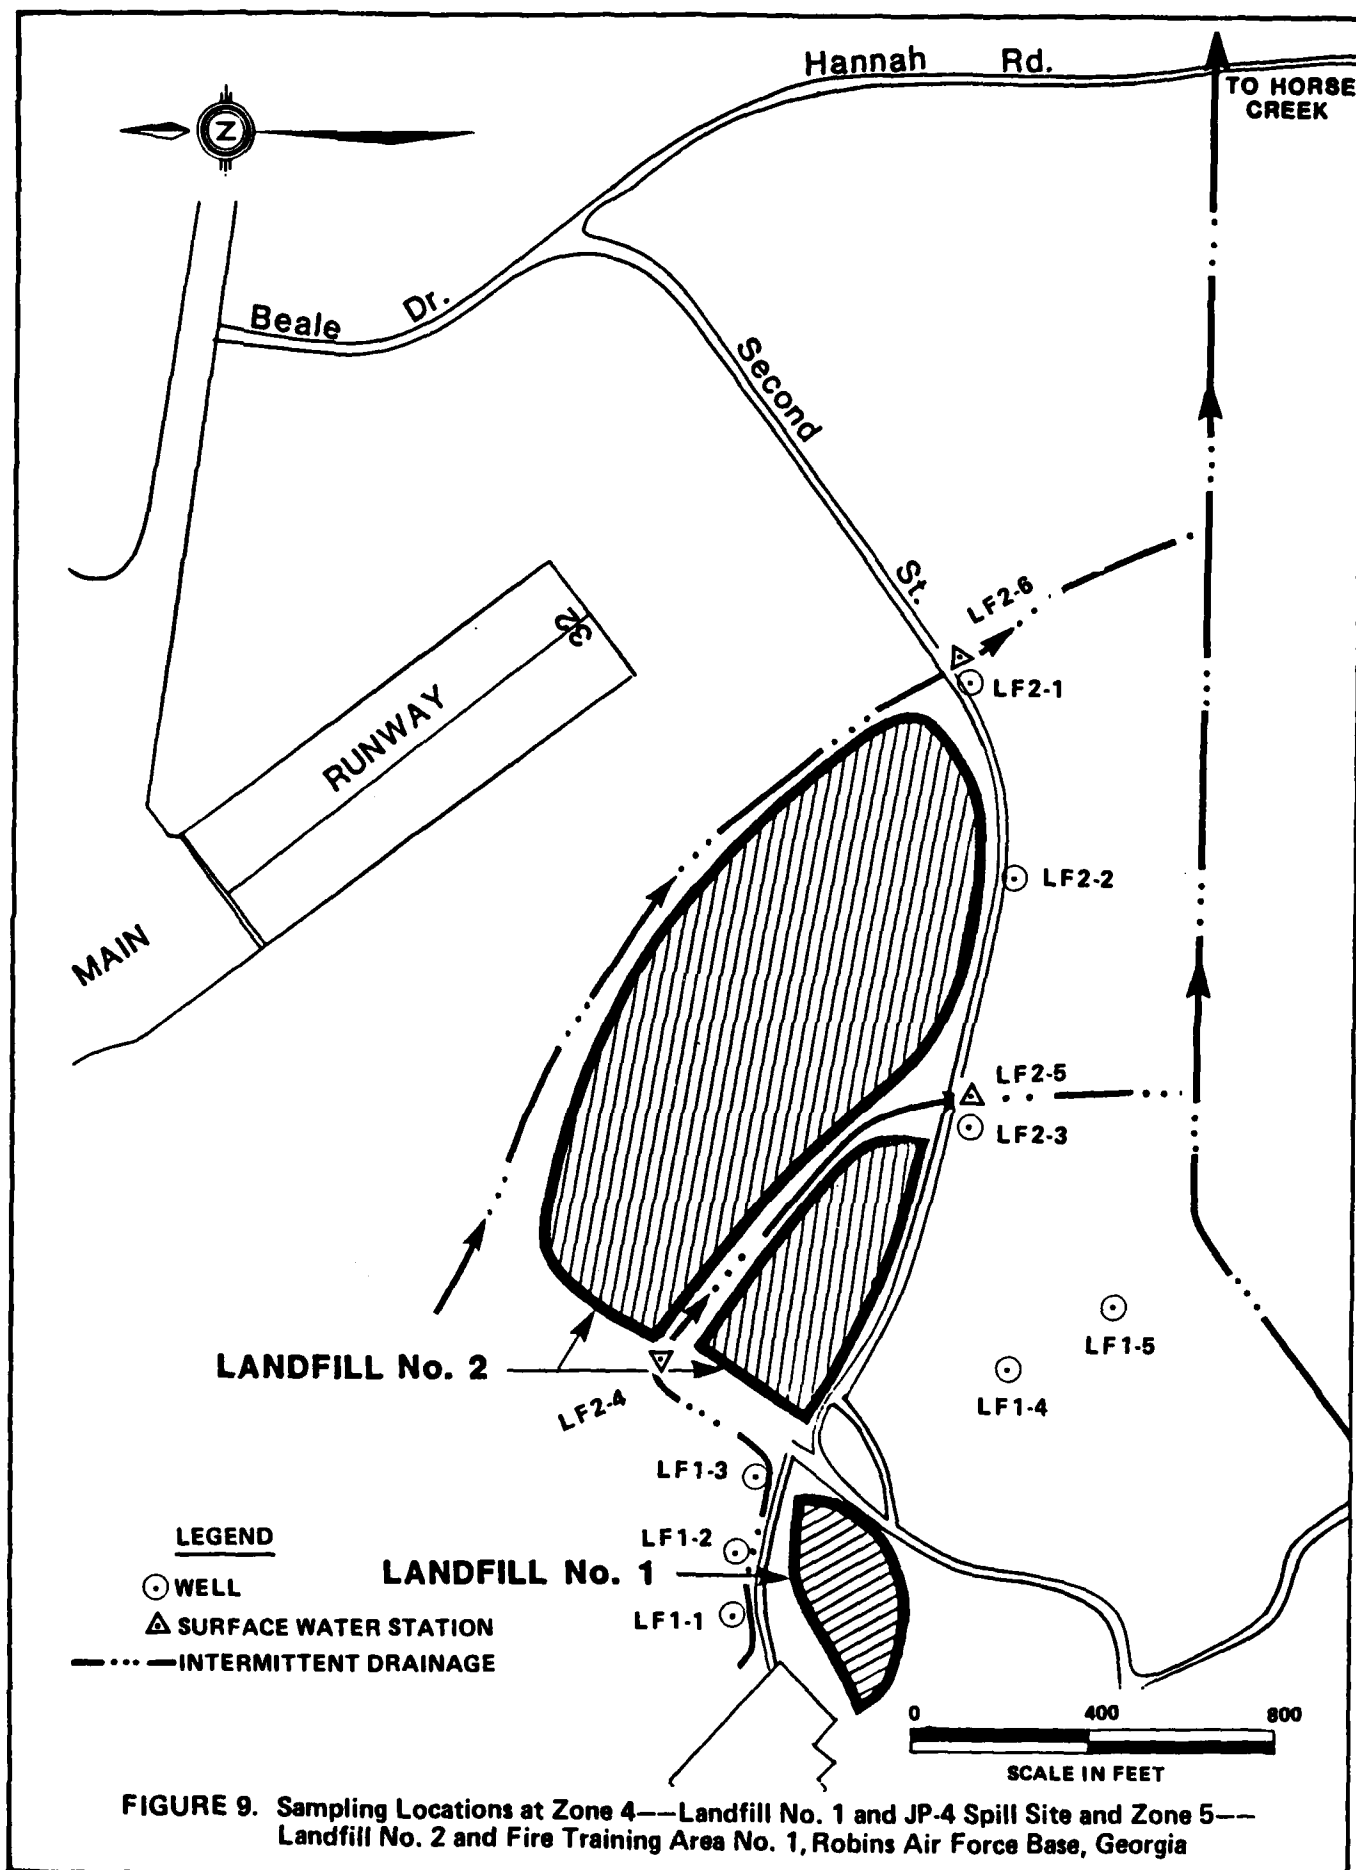 Hannah Rd.
TO HORSE
CREEK
N
Beale Dr.
Second St.
32
RUNWAY
MAIN
LF2-6
LF2-1
LF2-2
LF2-5
LF2-3
LF1-5
LF1-4
LANDFILL No. 2
LF2-4
LF1-3
LF1-2
LANDFILL No. 1
LF1-1
LEGEND
WELL
SURFACE WATER STATION
INTERMITTENT DRAINAGE
0 400 800
SCALE IN FEET
FIGURE 9. Sampling Locations at Zone 4––Landfill No. 1 and JP-4 Spill Site and Zone 5––
Landfill No. 2 and Fire Training Area No. 1, Robins Air Force Base, Georgia